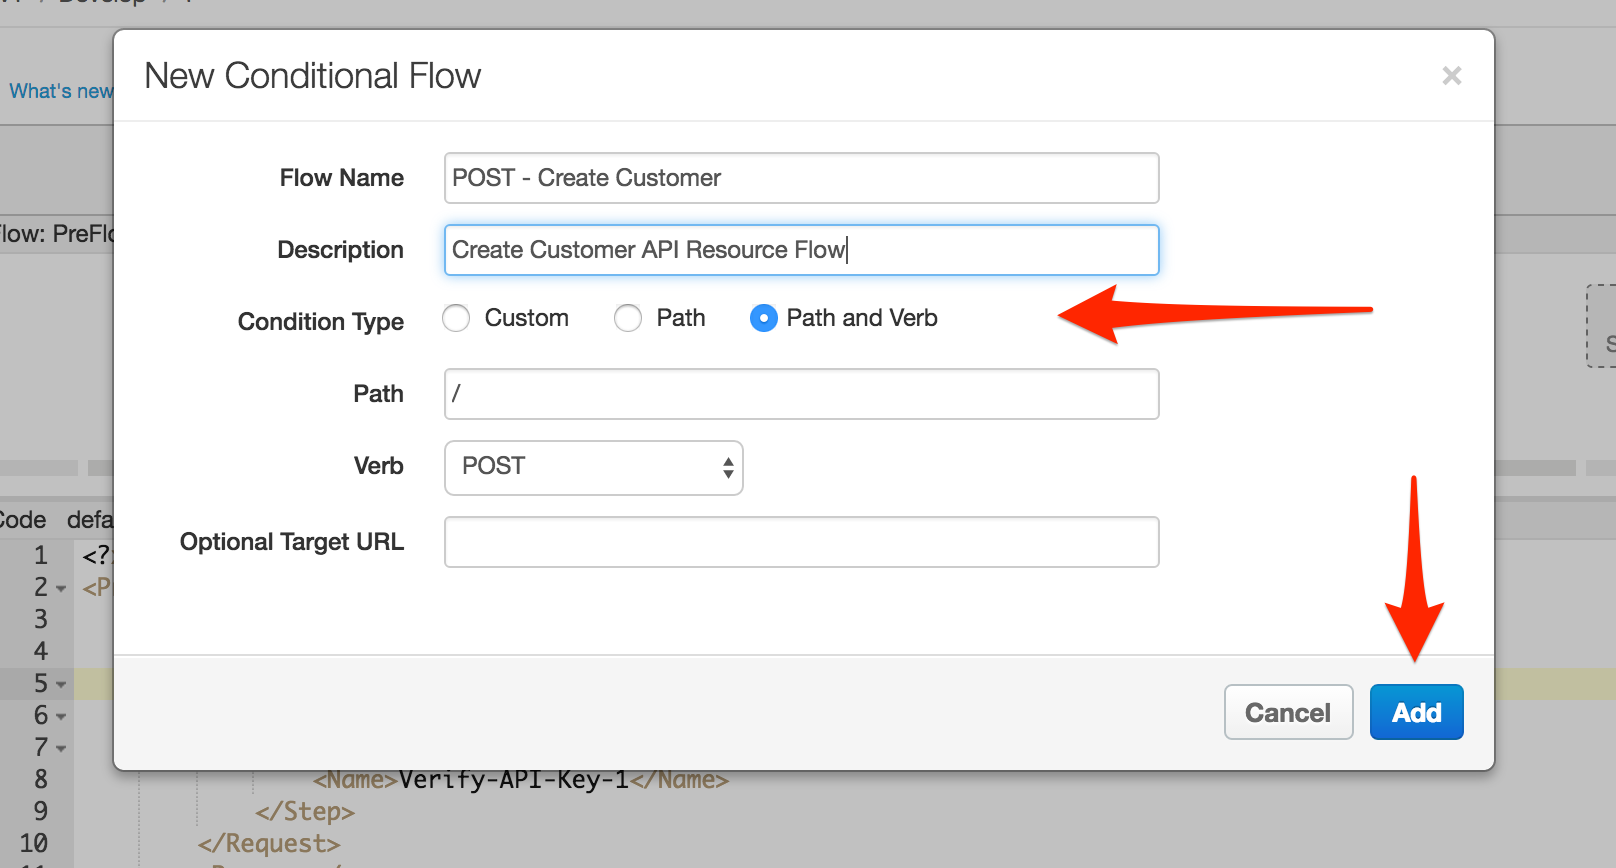 Develop
New Conditional Flow
×
What's new
Flow Name
POST - Create Customer
low: PreFlo
Description
Create Customer API Resource Flow
Condition Type
Custom
Path
Path and Verb
S
Path
/
Verb
POST
Code defa
Optional Target URL
1 <?
2 <P
3
4
5
6
Cancel
Add
7
8 <Name>Verify-API-Key-1</Name>
9 </Step>
10 </Request>